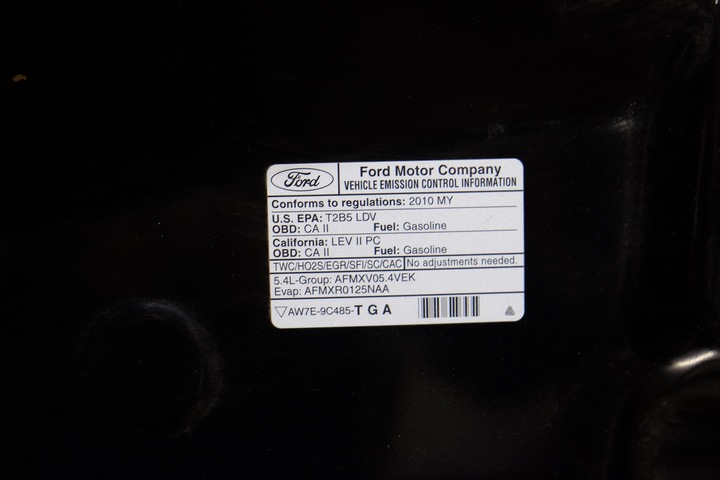 Ford
Ford Motor Company
VEHICLE EMISSION CONTROL INFORMATION
Conforms to regulations: 2010 MY
U.S. EPA: T2B5 LDV
OBD: CA II Fuel: Gasoline
California: LEV II PC
OBD: CA II Fuel: Gasoline
TWC/HO2S/EGR/SFI/SC/CAC No adjustments needed.
5.4L-Group: AFMXV05.4VEK
Evap: AFMXR0125NAA
AW7E-9C485-TGA